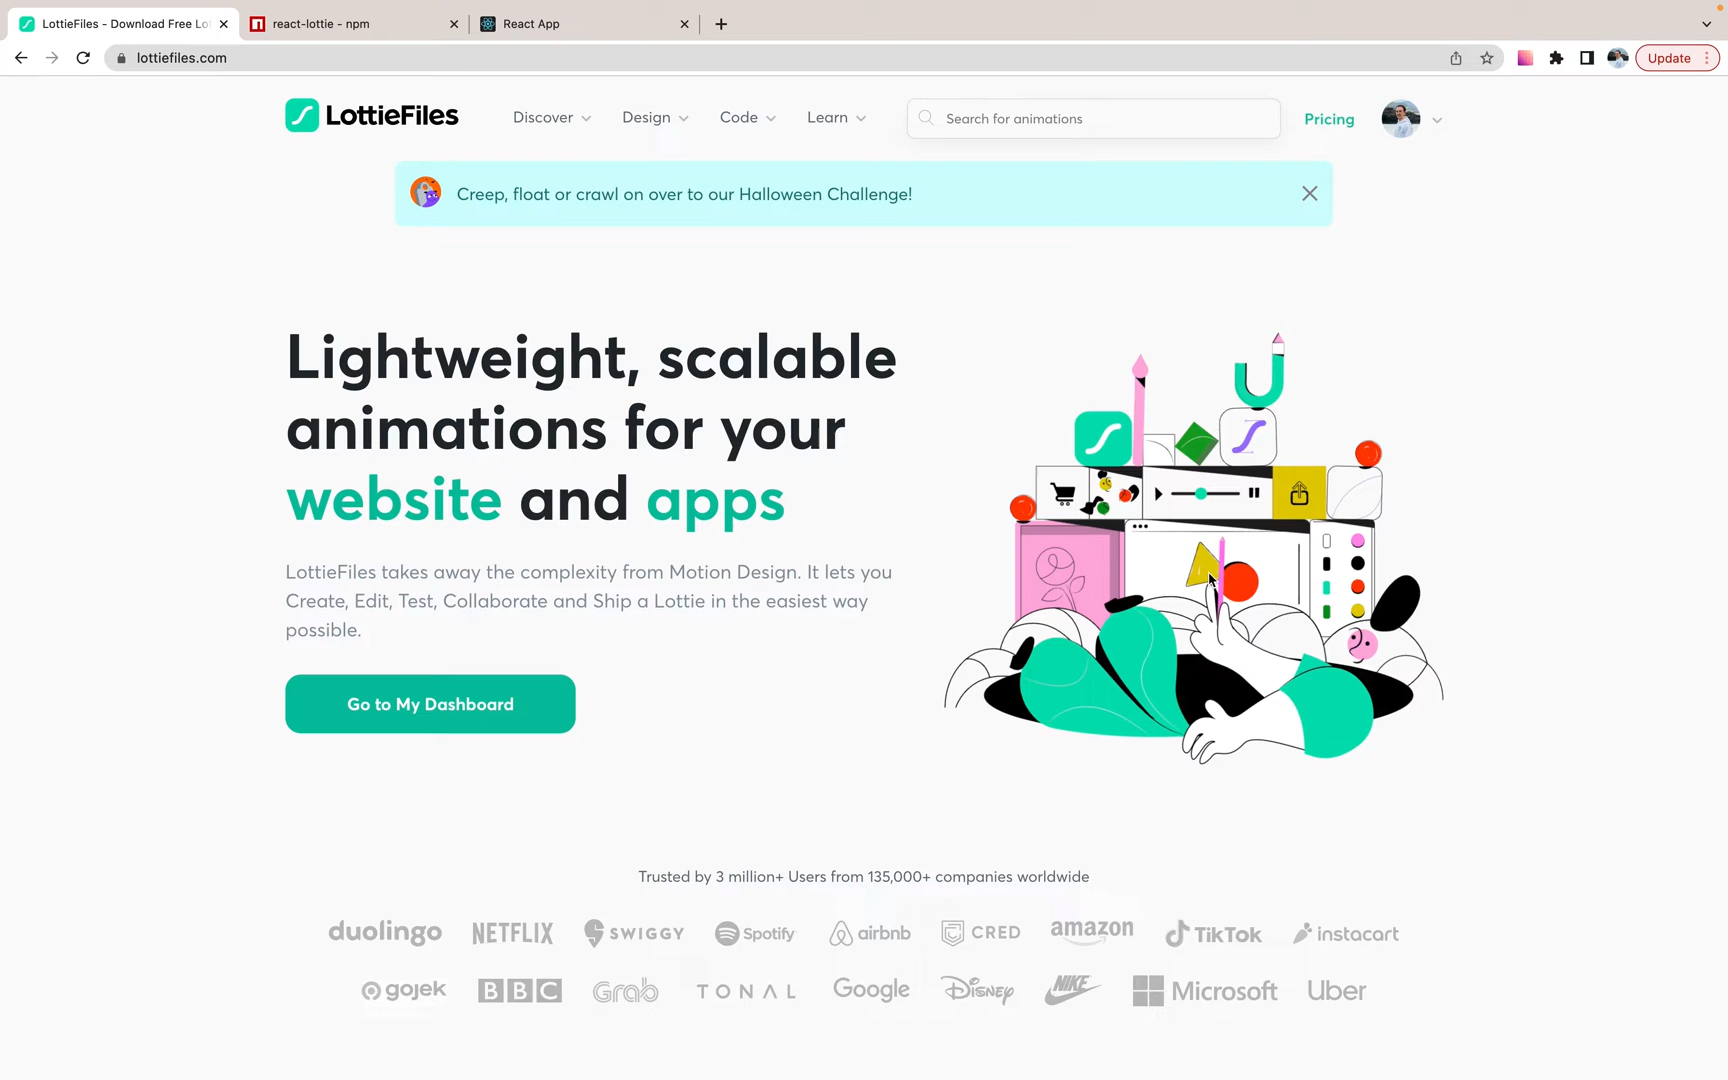 LottieFiles - Download Free Lo
react-lottie - npm
React App
lottiefiles.com
Update
LottieFiles
Discover
Design
Code
Learn
Search for animations
Pricing
Creep, float or crawl on over to our Halloween Challenge!
Lightweight, scalable
animations for your
website and apps
LottieFiles takes away the complexity from Motion Design. It lets you
Create, Edit, Test, Collaborate and Ship a Lottie in the easiest way
possible.
Go to My Dashboard
Trusted by 3 million+ Users from 135,000+ companies worldwide
duolingo NETFLIX SWIGGY Spotify airbnb CRED amazon TikTok instacart
gojek BBC Grab TONAL Google Disney NIKE Microsoft Uber